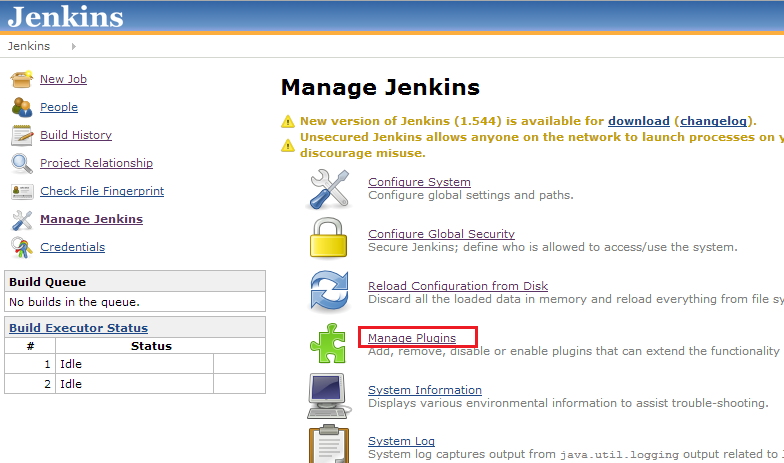 Jenkins
Jenkins
New Job
People
Build History
Project Relationship
Check File Fingerprint
Manage Jenkins
Credentials
Build Queue
No builds in the queue.
Build Executor Status
# Status
1 Idle
2 Idle
Manage Jenkins
New version of Jenkins (1.544) is available for download (changelog).
Unsecured Jenkins allows anyone on the network to launch processes on
discourage misuse.
Configure System
Configure global settings and paths.
Configure Global Security
Secure Jenkins; define who is allowed to access/use the system.
Reload Configuration from Disk
Discard all the loaded data in memory and reload everything from file
Manage Plugins
Add, remove, disable or enable plugins that can extend the functionality
System Information
Displays various environmental information to assist trouble-shooting.
System Log
System log captures output from java.util.logging output related to